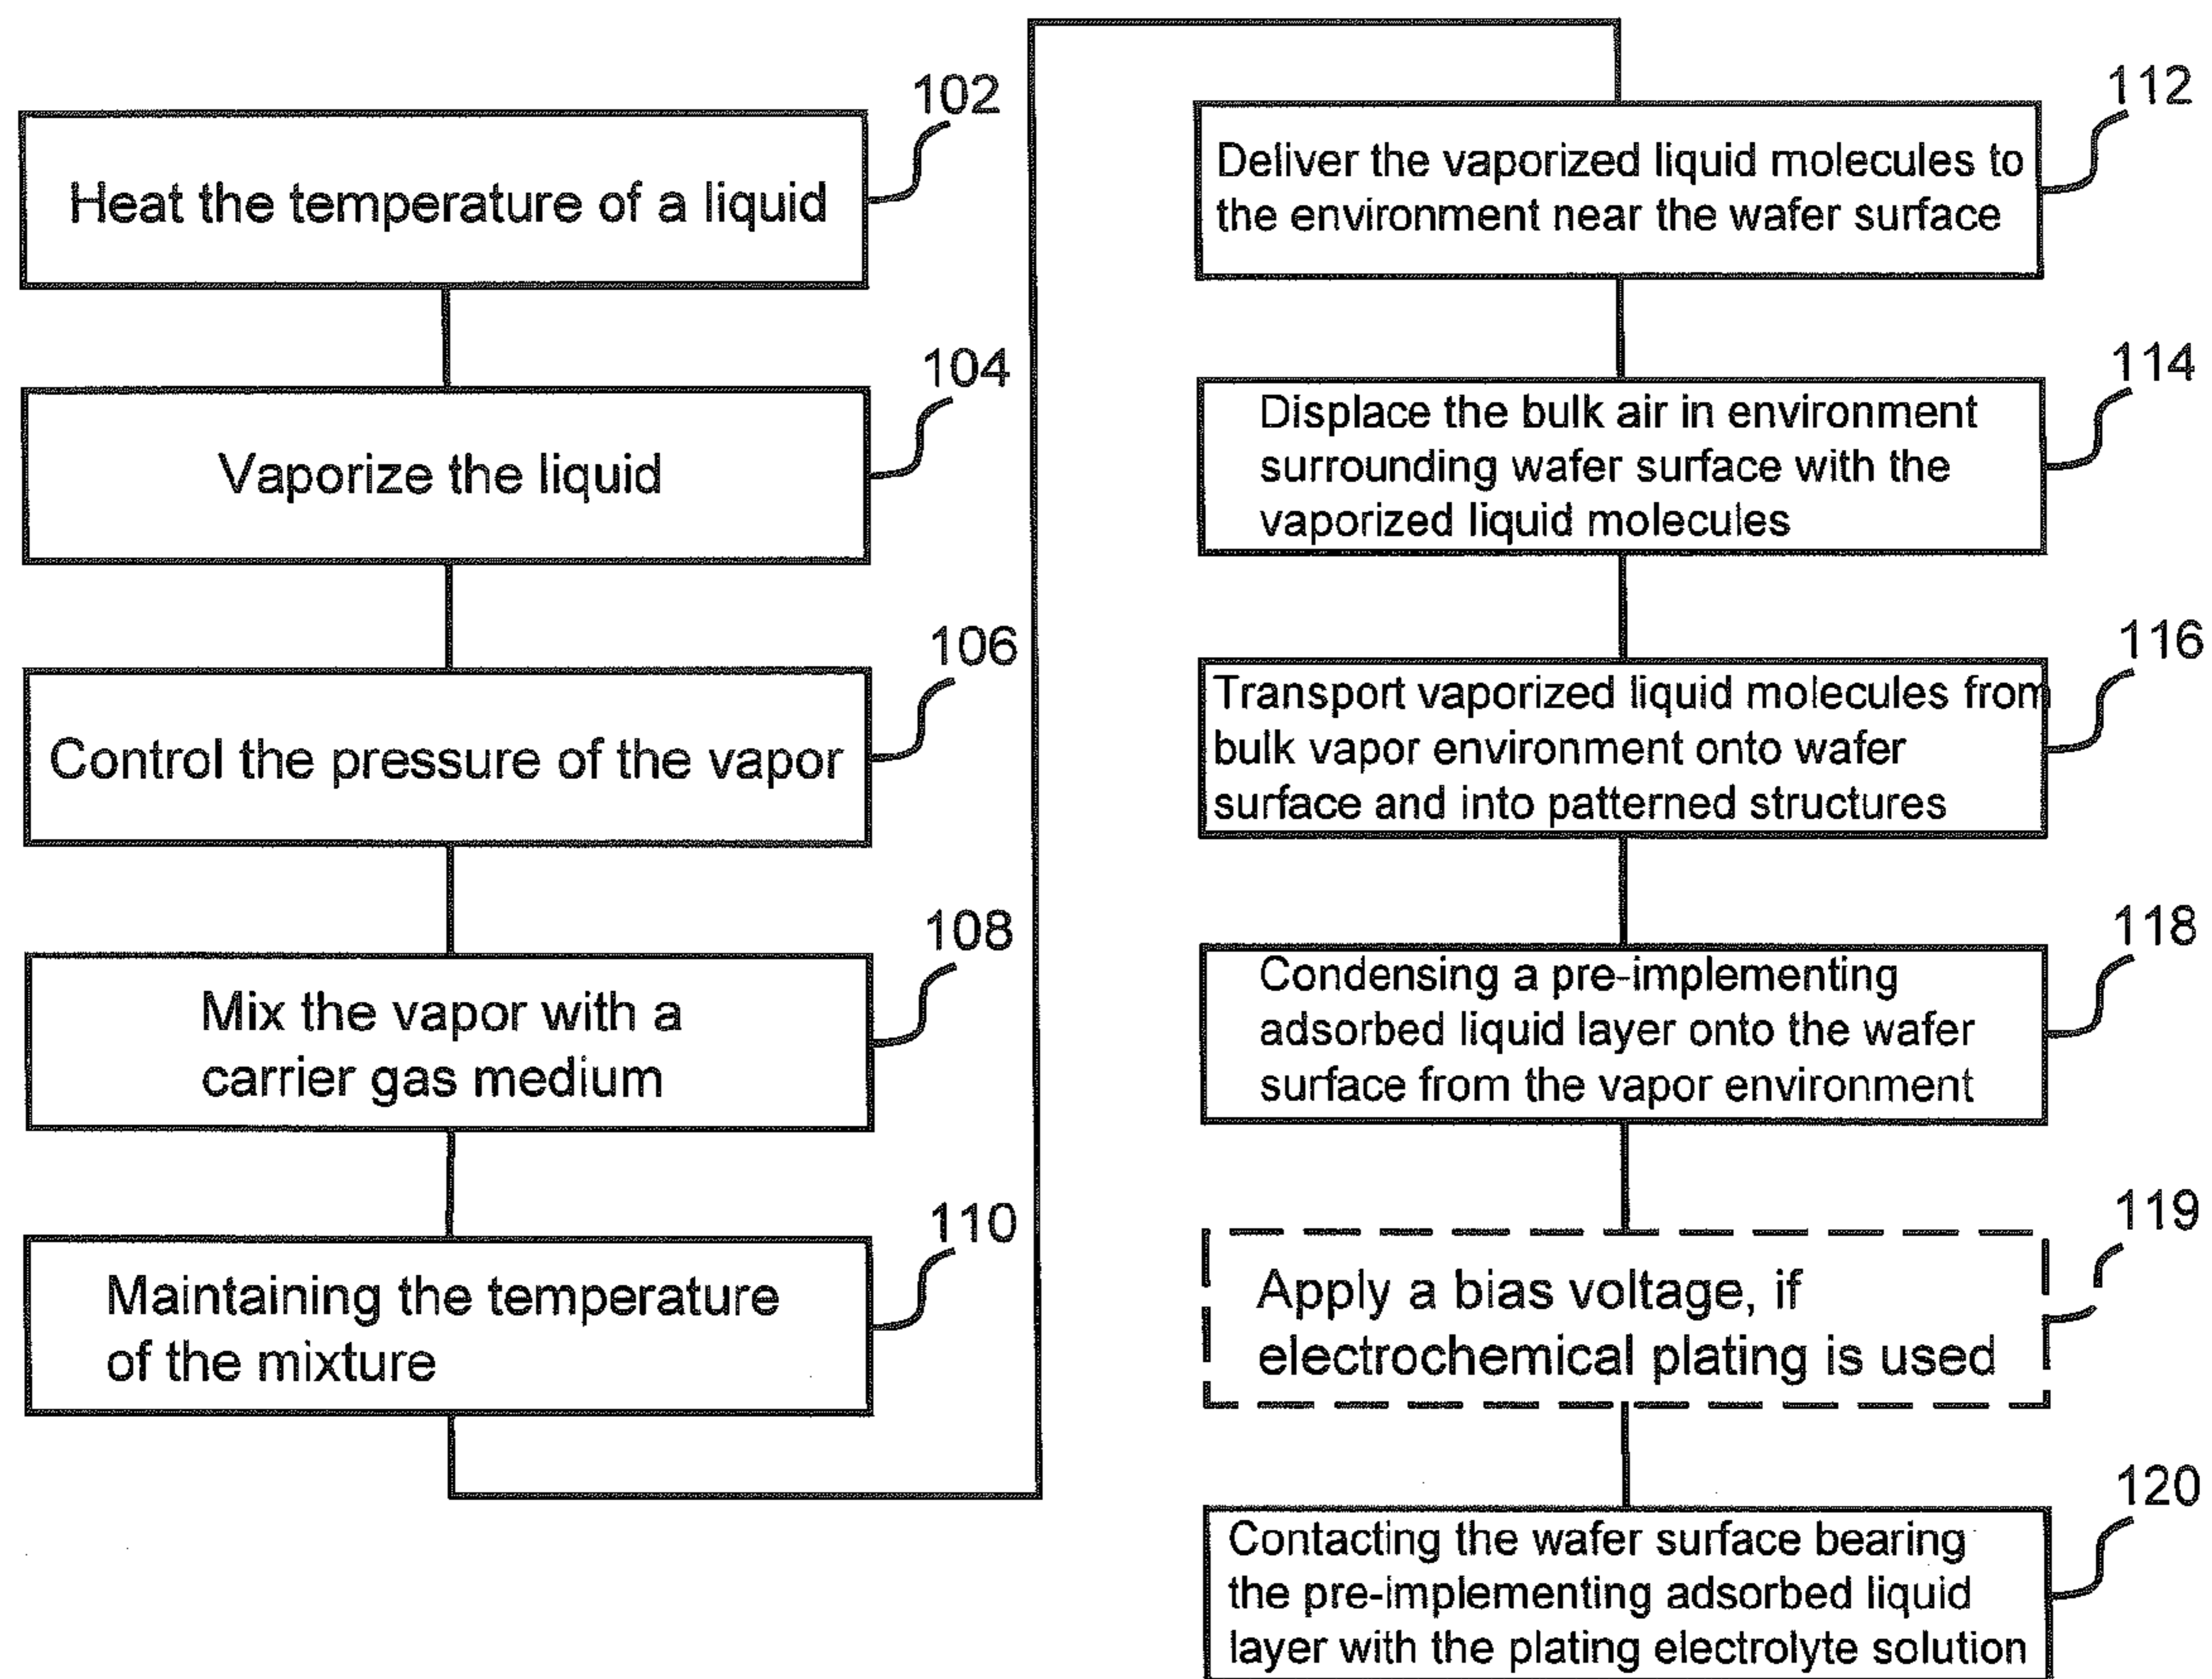 102
Heat the temperature of a liquid
104
Vaporize the liquid
106
Control the pressure of the vapor
108
Mix the vapor with a
carrier gas medium
110
Maintaining the temperature
of the mixture
112
Deliver the vaporized liquid molecules to
the environment near the wafer surface
114
Displace the bulk air in environment
surrounding wafer surface with the
vaporized liquid molecules
116
Transport vaporized liquid molecules from
bulk vapor environment onto wafer
surface and into patterned structures
118
Condensing a pre-implementing
adsorbed liquid layer onto the wafer
surface from the vapor environment
119
Apply a bias voltage, if
electrochemical plating is used
120
Contacting the wafer surface bearing
the pre-implementing adsorbed liquid
layer with the plating electrolyte solution